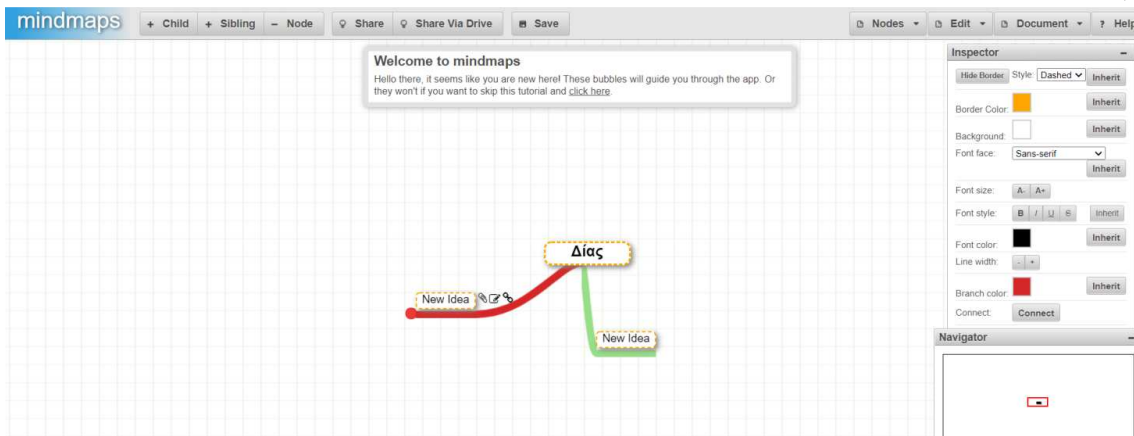 mindmaps + Child + Sibling – Node Share Share Via Drive Save Nodes Edit Document ? Help
Welcome to mindmaps
Hello there, it seems like you are new here! These bubbles will guide you through the app. Or
they won't if you want to skip this tutorial and click here.
Inspector –
Hide Border Style: Dashed Inherit
Border Color: Inherit
Background: Inherit
Font face: Sans-serif
Inherit
Font size: A- A+
Font style: B I U S Inherit
Font color: Inherit
Line width: - +
Branch color: Inherit
Connect: Connect
Navigator –
Δίας
New Idea
New Idea